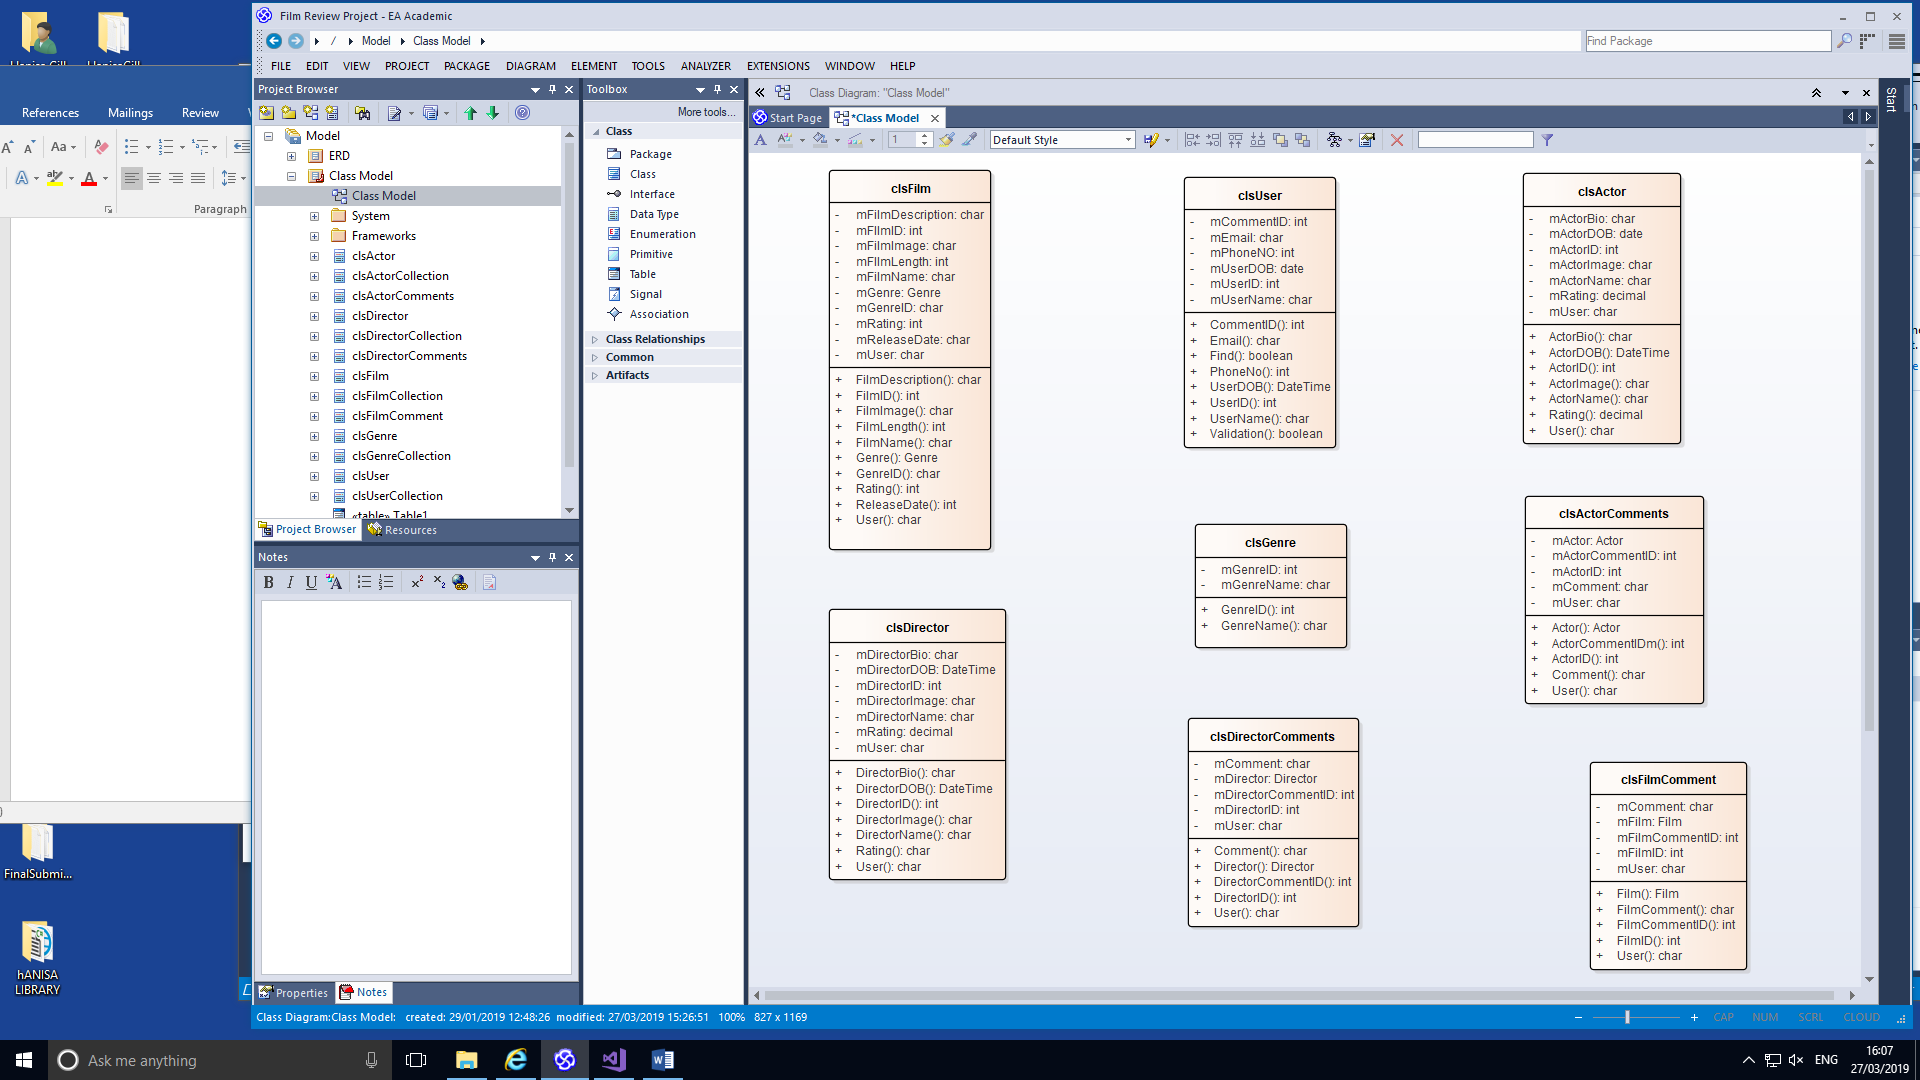 Film Review Project - EA Academic
Model
Class Model
Find Package
FILE EDIT VIEW PROJECT PACKAGE DIAGRAM ELEMENT TOOLS ANALYZER EXTENSIONS WINDOW HELP
References Mailings Review
Paragraph
Project Browser
Model
ERD
Class Model
Class Model
System
Frameworks
clsActor
clsActorCollection
clsActorComments
clsDirector
clsDirectorCollection
clsDirectorComments
clsFilm
clsFilmCollection
clsFilmComment
clsGenre
clsGenreCollection
clsUser
clsUserCollection
«table» Table1
Project Browser Resources
Notes
Properties Notes
Toolbox
More tools...
Class
Package
Class
Interface
Data Type
Enumeration
Primitive
Table
Signal
Association
Class Relationships
Common
Artifacts
Class Diagram: "Class Model"
Start Page *Class Model
1 Default Style
Start
clsFilm
- mFilmDescription: char
- mFIlmID: int
- mFilmImage: char
- mFIlmLength: int
- mFilmName: char
- mGenre: Genre
- mGenreID: char
- mRating: int
- mReleaseDate: char
- mUser: char
+ FilmDescription(): char
+ FilmID(): int
+ FilmImage(): char
+ FilmLength(): int
+ FilmName(): char
+ Genre(): Genre
+ GenreID(): char
+ Rating(): int
+ ReleaseDate(): int
+ User(): char
clsUser
- mCommentID: int
- mEmail: char
- mPhoneNO: int
- mUserDOB: date
- mUserID: int
- mUserName: char
+ CommentID(): int
+ Email(): char
+ Find(): boolean
+ PhoneNo(): int
+ UserDOB(): DateTime
+ UserID(): int
+ UserName(): char
+ Validation(): boolean
clsActor
- mActorBio: char
- mActorDOB: date
- mActorID: int
- mActorImage: char
- mActorName: char
- mRating: decimal
- mUser: char
+ ActorBio(): char
+ ActorDOB(): DateTime
+ ActorID(): int
+ ActorImage(): char
+ ActorName(): char
+ Rating(): decimal
+ User(): char
clsGenre
- mGenreID: int
- mGenreName: char
+ GenreID(): int
+ GenreName(): char
clsActorComments
- mActor: Actor
- mActorCommentID: int
- mActorID: int
- mComment: char
- mUser: char
+ Actor(): Actor
+ ActorCommentIDm(): int
+ ActorID(): int
+ Comment(): char
+ User(): char
clsDirector
- mDirectorBio: char
- mDirectorDOB: DateTime
- mDirectorID: int
- mDirectorImage: char
- mDirectorName: char
- mRating: decimal
- mUser: char
+ DirectorBio(): char
+ DirectorDOB(): DateTime
+ DirectorID(): int
+ DirectorImage(): char
+ DirectorName(): char
+ Rating(): char
+ User(): char
clsDirectorComments
- mComment: char
- mDirector: Director
- mDirectorCommentID: int
- mDirectorID: int
- mUser: char
+ Comment(): char
+ Director(): Director
+ DirectorCommentID(): int
+ DirectorID(): int
+ User(): char
clsFilmComment
- mComment: char
- mFilm: Film
- mFilmCommentID: int
- mFilmID: int
- mUser: char
+ Film(): Film
+ FilmComment(): char
+ FilmCommentID(): int
+ FilmID(): int
+ User(): char
FinalSubmi...
hANISA
LIBRARY
Class Diagram:Class Model: created: 29/01/2019 12:48:26 modified: 27/03/2019 15:26:51 100% 827 x 1169
CAP NUM SCRL CLOUD
Ask me anything
ENG
16:07
27/03/2019